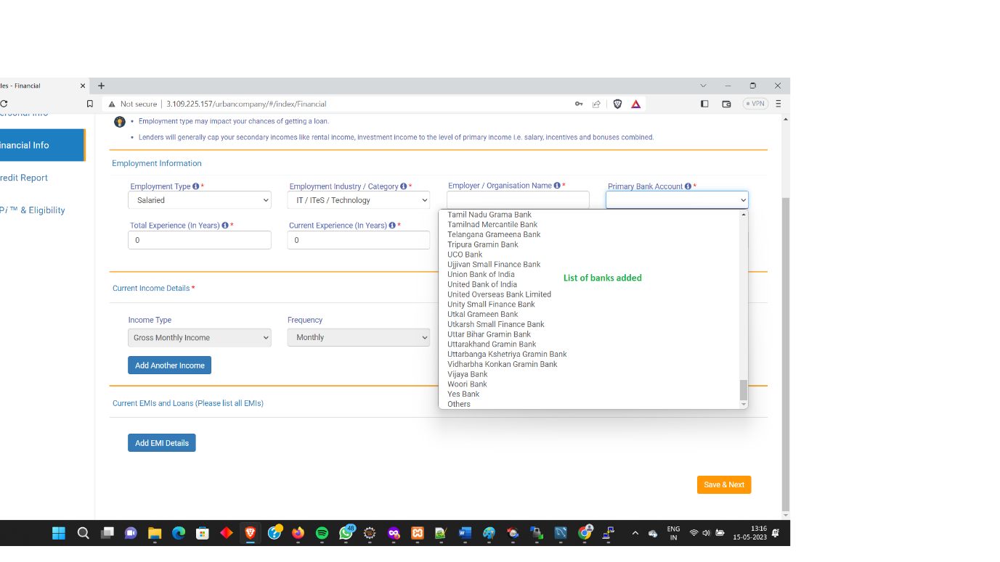 les - Financial
Not secure 3.109.225.157/urbancompany/#/index/Financial
VPN
ersonal Info
Employment type may impact your chances of getting a loan.
Lenders will generally cap your secondary incomes like rental income, investment income to the level of primary income i.e. salary, incentives and bonuses combined.
inancial Info
redit Report
Pi ™ & Eligibility
Employment Information
Employment Type *
Employment Industry / Category *
Employer / Organisation Name *
Primary Bank Account *
Salaried
IT / ITeS / Technology
Total Experience (In Years) *
Current Experience (In Years) *
0
0
Tamil Nadu Grama Bank
Tamilnad Mercantile Bank
Telangana Grameena Bank
Tripura Gramin Bank
UCO Bank
Ujjivan Small Finance Bank
Union Bank of India
United Bank of India
United Overseas Bank Limited
Unity Small Finance Bank
Utkal Grameen Bank
Utkarsh Small Finance Bank
Uttar Bihar Gramin Bank
Uttarakhand Gramin Bank
Uttarbanga Kshetriya Gramin Bank
Vidharbha Konkan Gramin Bank
Vijaya Bank
Woori Bank
Yes Bank
Others
List of banks added
Current Income Details *
Income Type
Frequency
Gross Monthly Income
Monthly
Add Another Income
Current EMIs and Loans (Please list all EMIs)
Add EMI Details
Save & Next
48
ENG
IN
13:16
15-05-2023